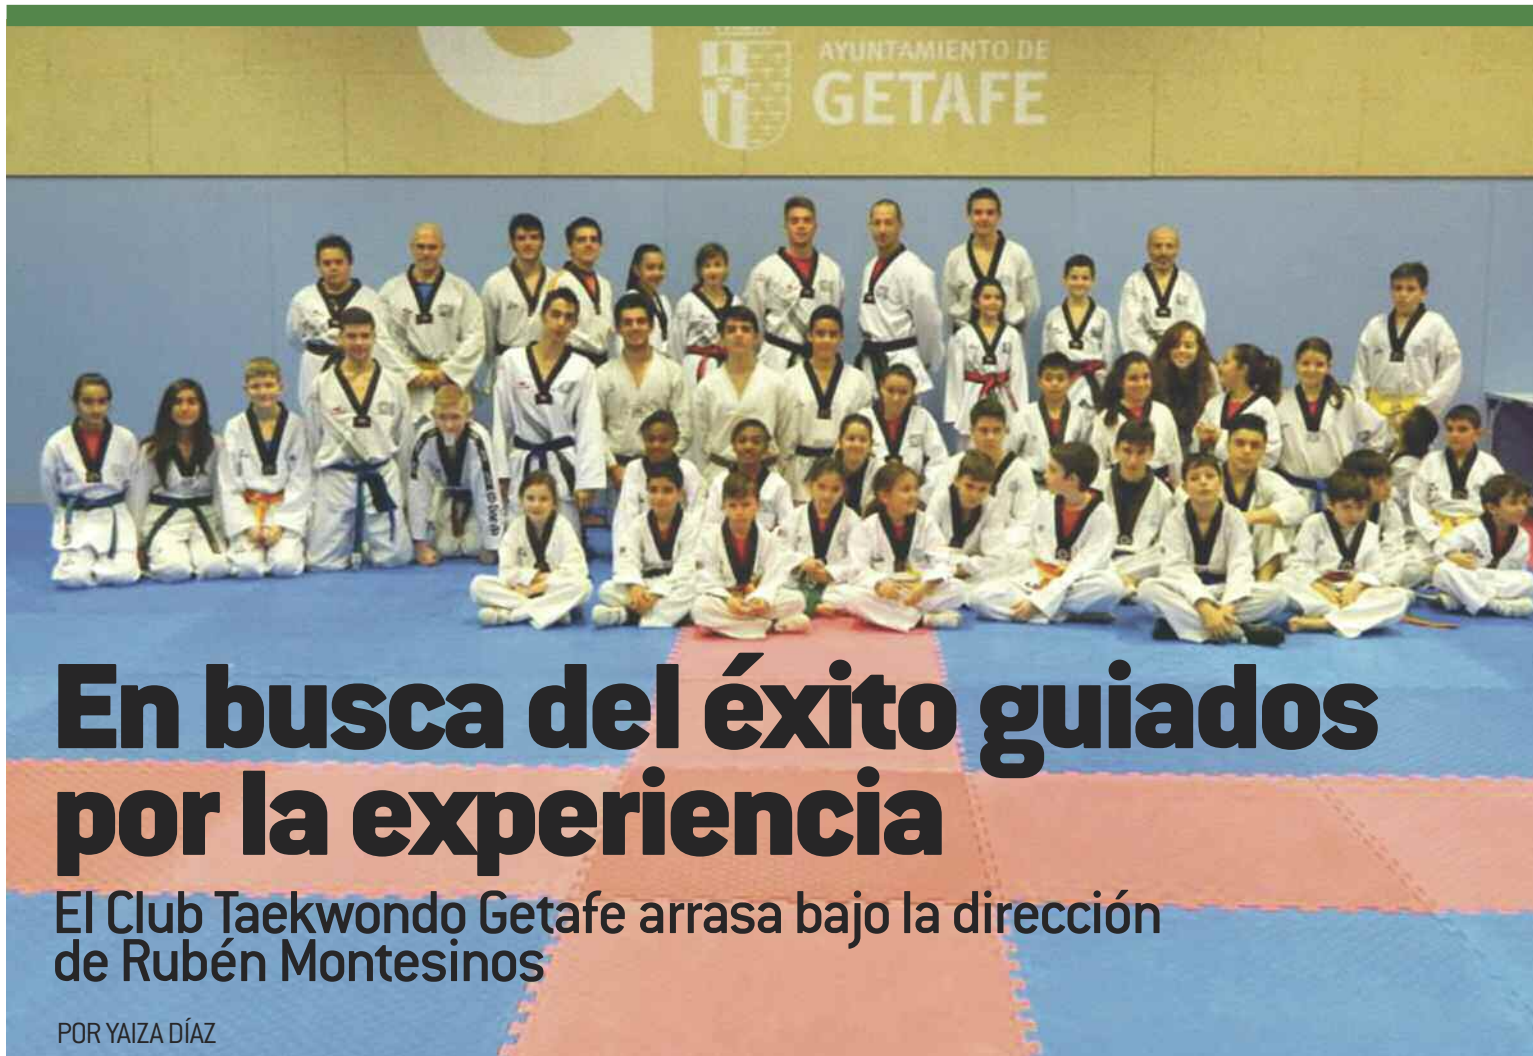 AYUNTAMIENTO DE
GETAFE
En busca del éxito guiados
por la experiencia
El Club Taekwondo Getafe arrasa bajo la dirección
de Rubén Montesinos
POR YAIZA DÍAZ